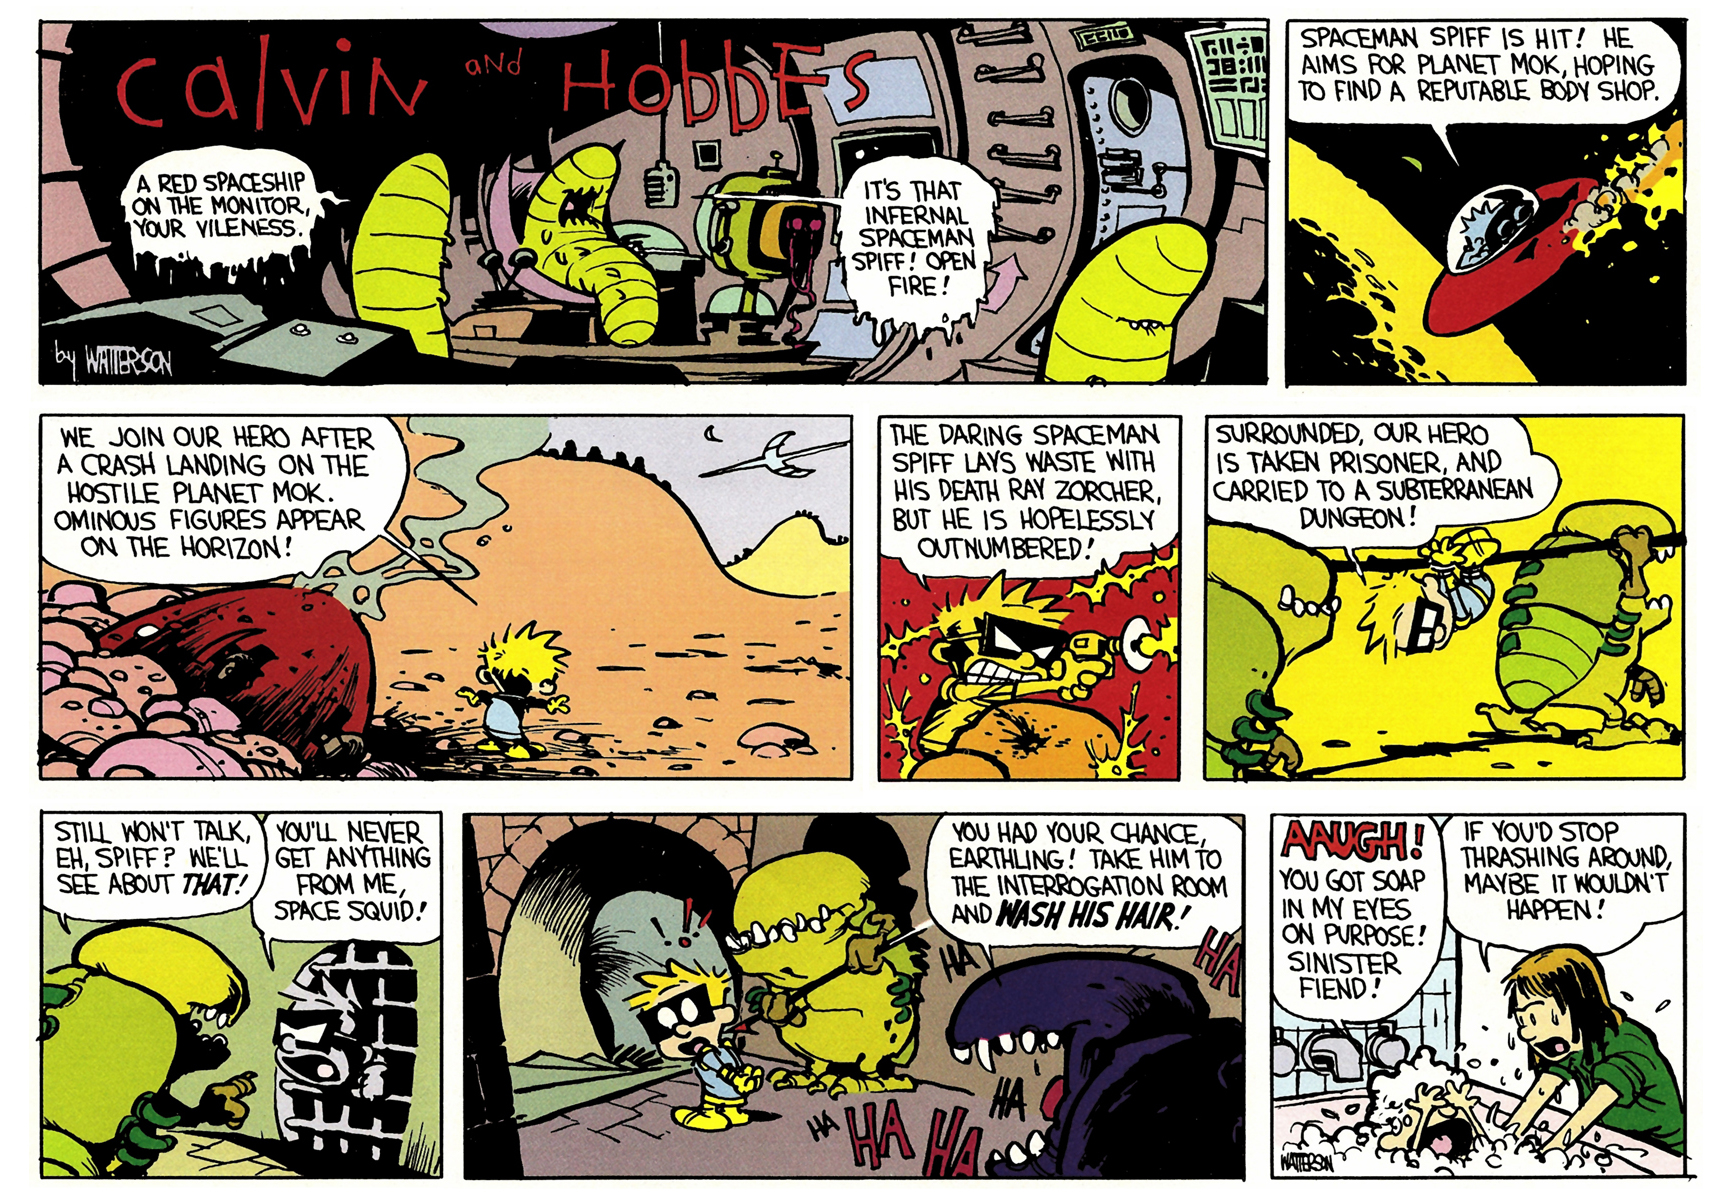 Calvin and HobbEs
A RED SPACESHIP
ON THE MONITOR,
YOUR VILENESS.
IT'S THAT
INFERNAL
SPACEMAN
SPIFF! OPEN
FIRE!
by WATTERSON
SPACEMAN SPIFF IS HIT! HE
AIMS FOR PLANET MOK, HOPING
TO FIND A REPUTABLE BODY SHOP.
WE JOIN OUR HERO AFTER
A CRASH LANDING ON THE
HOSTILE PLANET MOK.
OMINOUS FIGURES APPEAR
ON THE HORIZON!
THE DARING SPACEMAN
SPIFF LAYS WASTE WITH
HIS DEATH RAY ZORCHER,
BUT HE IS HOPELESSLY
OUTNUMBERED!
SURROUNDED, OUR HERO
IS TAKEN PRISONER, AND
CARRIED TO A SUBTERRANEAN
DUNGEON!
STILL WON'T TALK,
EH, SPIFF? WE'LL
SEE ABOUT THAT!
YOU'LL NEVER
GET ANYTHING
FROM ME,
SPACE SQUID!
!!
YOU HAD YOUR CHANCE,
EARTHLING! TAKE HIM TO
THE INTERROGATION ROOM
AND WASH HIS HAIR!
HA
HA
HA
HA
HA
HA
AAUGH!
YOU GOT SOAP
IN MY EYES
ON PURPOSE!
SINISTER
FIEND!
IF YOU'D STOP
THRASHING AROUND,
MAYBE IT WOULDN'T
HAPPEN!
WATTERSON